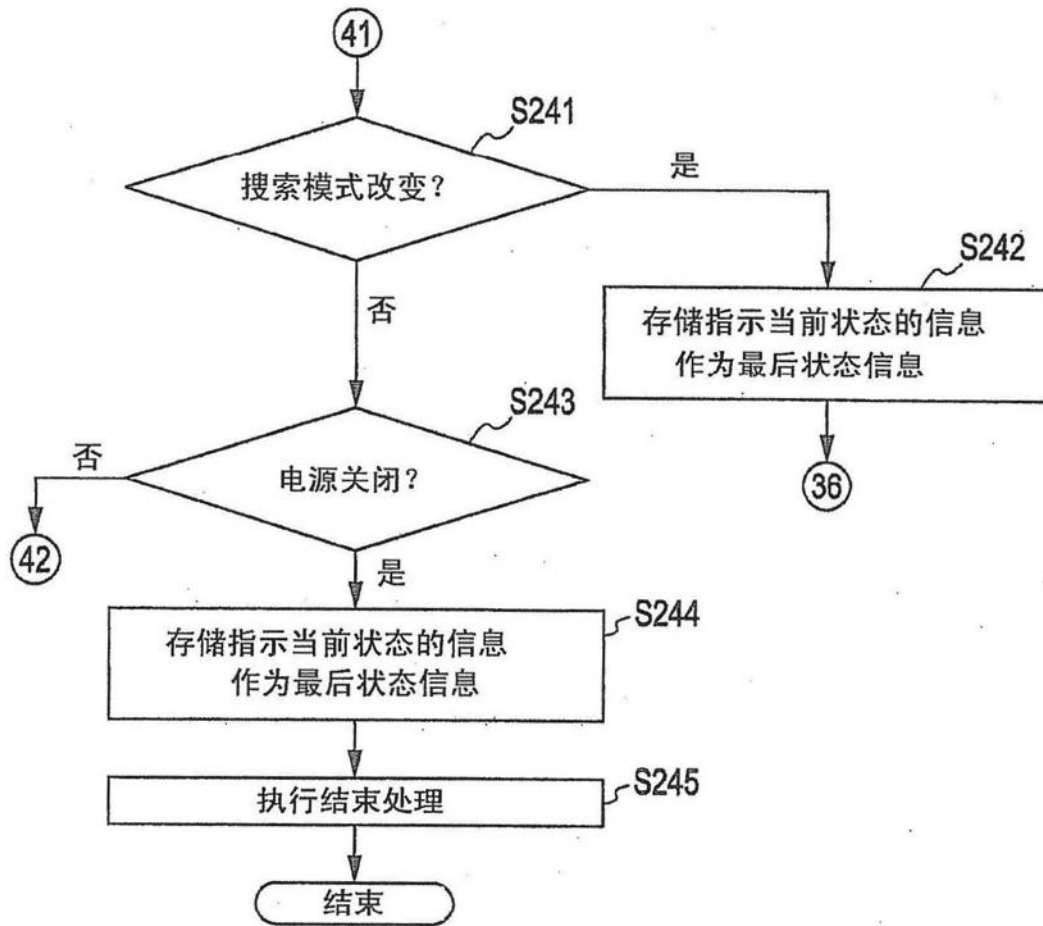 41
S241
搜索模式改变?
是
S242
存储指示当前状态的信息
作为最后状态信息
否
36
S243
否
电源关闭?
42
是
S244
存储指示当前状态的信息
作为最后状态信息
S245
执行结束处理
结束